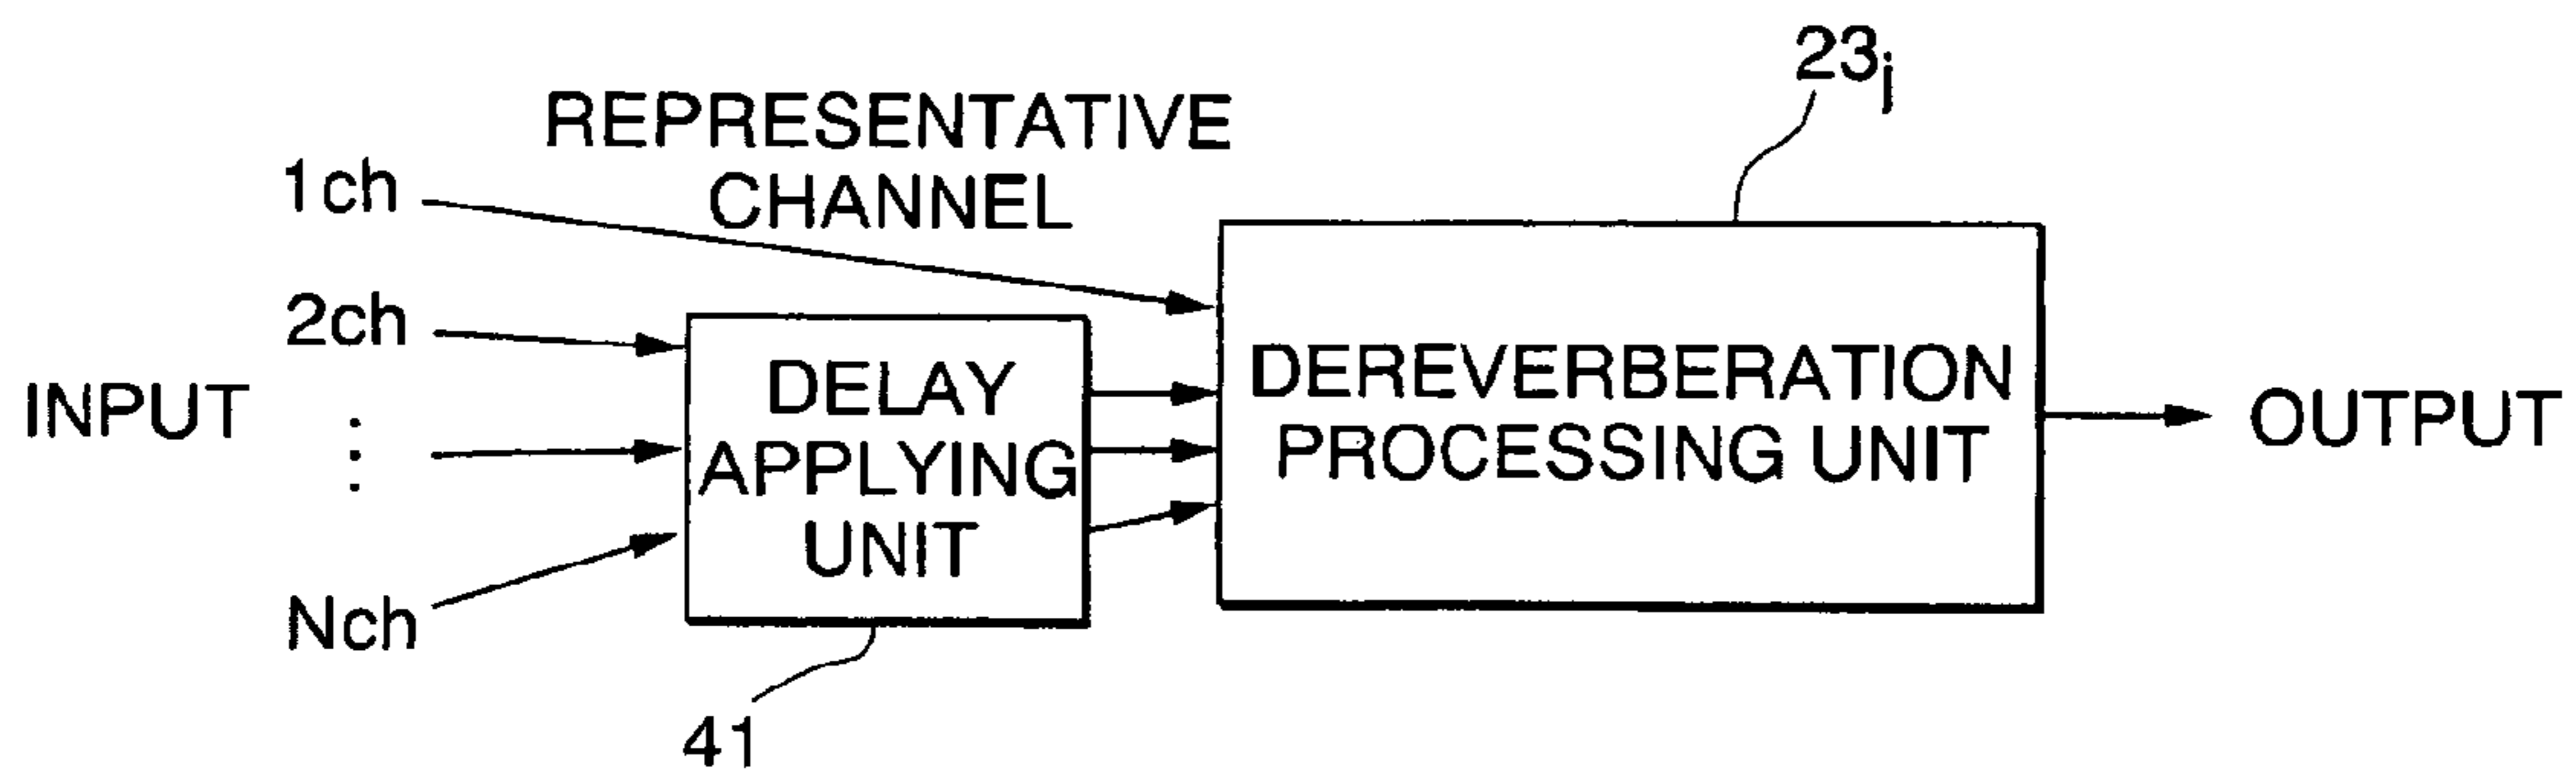 23j
REPRESENTATIVE
CHANNEL
1ch
2ch
INPUT
⋮
Nch
DELAY
APPLYING
UNIT
DEREVERBERATION
PROCESSING UNIT
OUTPUT
41